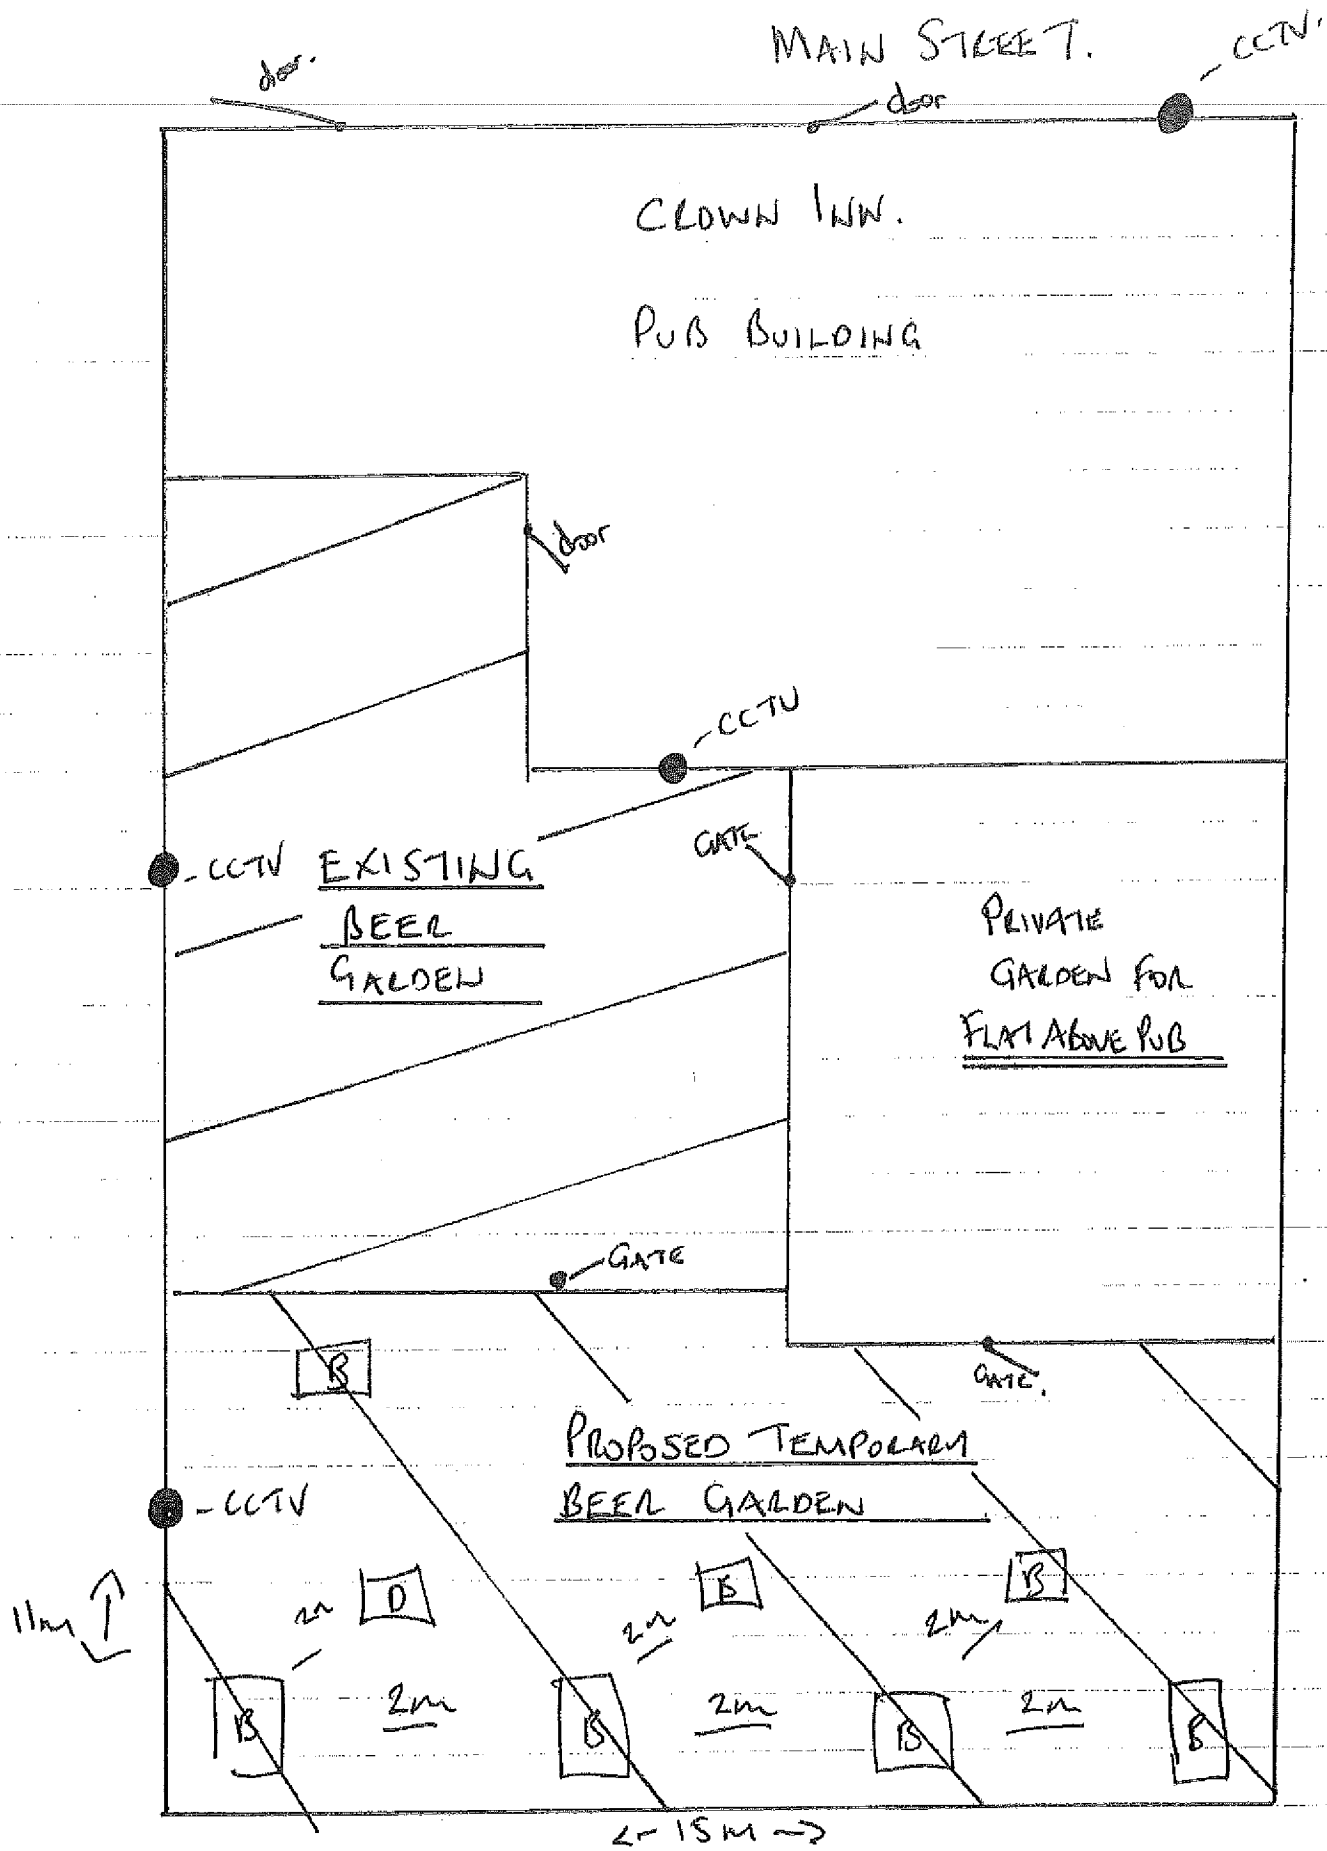 MAIN STREET.
CCTV.
door.
door
CROWN INN.
PUB BUILDING
door
CCTV
GATE
CCTV
EXISTING
BEER
GARDEN
PRIVATE
GARDEN FOR
FLAT ABOVE PUB
GATE
GATE.
B
PROPOSED TEMPORARY
BEER GARDEN
CCTV
11m
2m
D
2m
B
2m
B
B
2m
B
2m
B
2m
B
15M